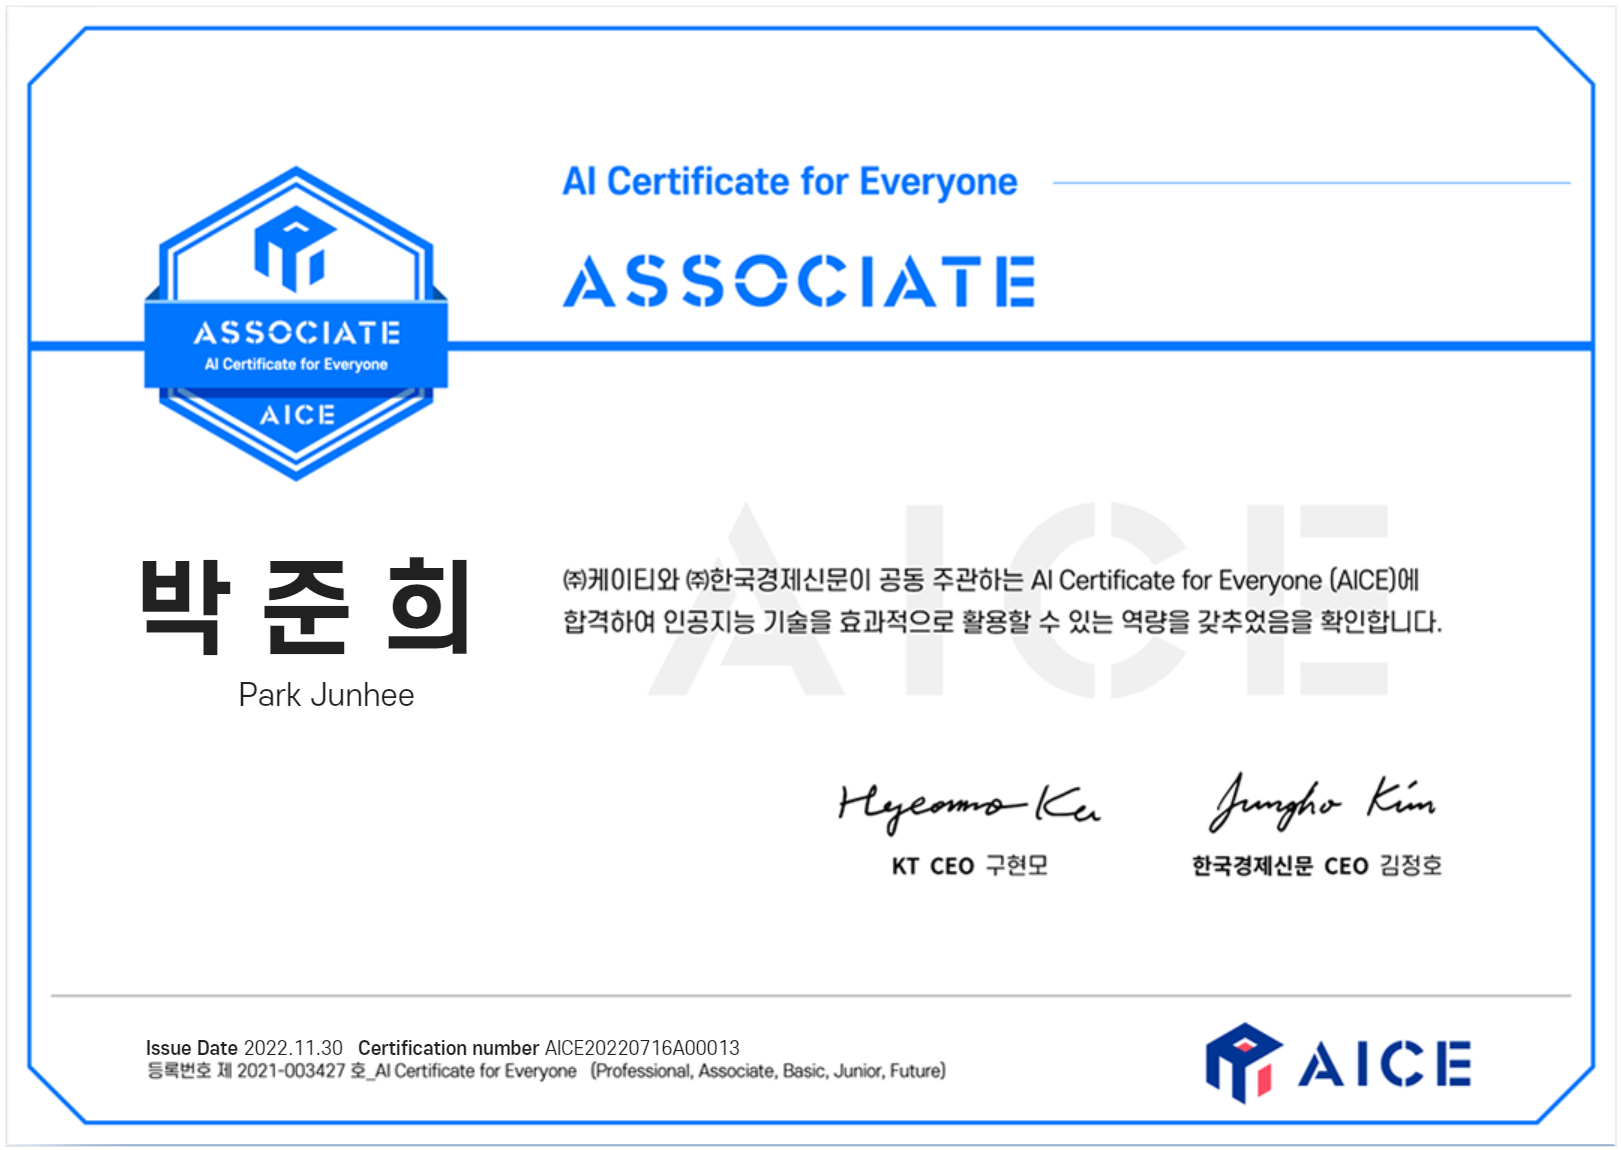 AI Certificate for Everyone
ASSOCIATE
ASSOCIATE
AI Certificate for Everyone
AICE
AICE
박준희
Park Junhee
㈜케이티와 ㈜한국경제신문이 공동 주관하는 AI Certificate for Everyone (AICE)에
합격하여 인공지능 기술을 효과적으로 활용할 수 있는 역량을 갖추었음을 확인합니다.
Hyeonmo Ku
Jungho Kim
KT CEO 구현모
한국경제신문 CEO 김정호
Issue Date 2022.11.30 Certification number AICE20220716A00013
등록번호 제 2021-003427 호_AI Certificate for Everyone (Professional, Associate, Basic, Junior, Future)
AICE